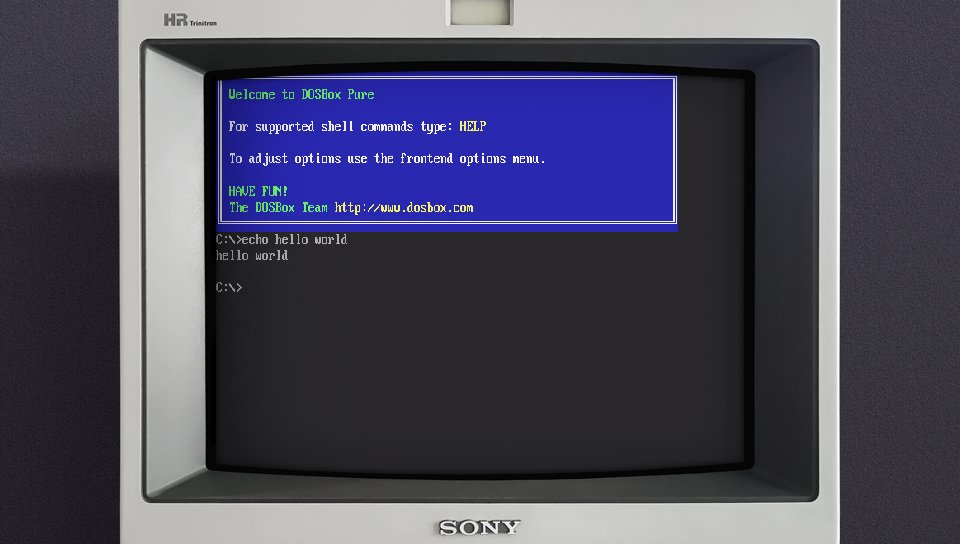 HR Trinitron
Welcome to DOSBox Pure
For supported shell commands type: HELP
To adjust options use the frontend options menu.
HAVE FUN!
The DOSBox Team http://www.dosbox.com
C:\>echo hello world
hello world
C:\>
SONY